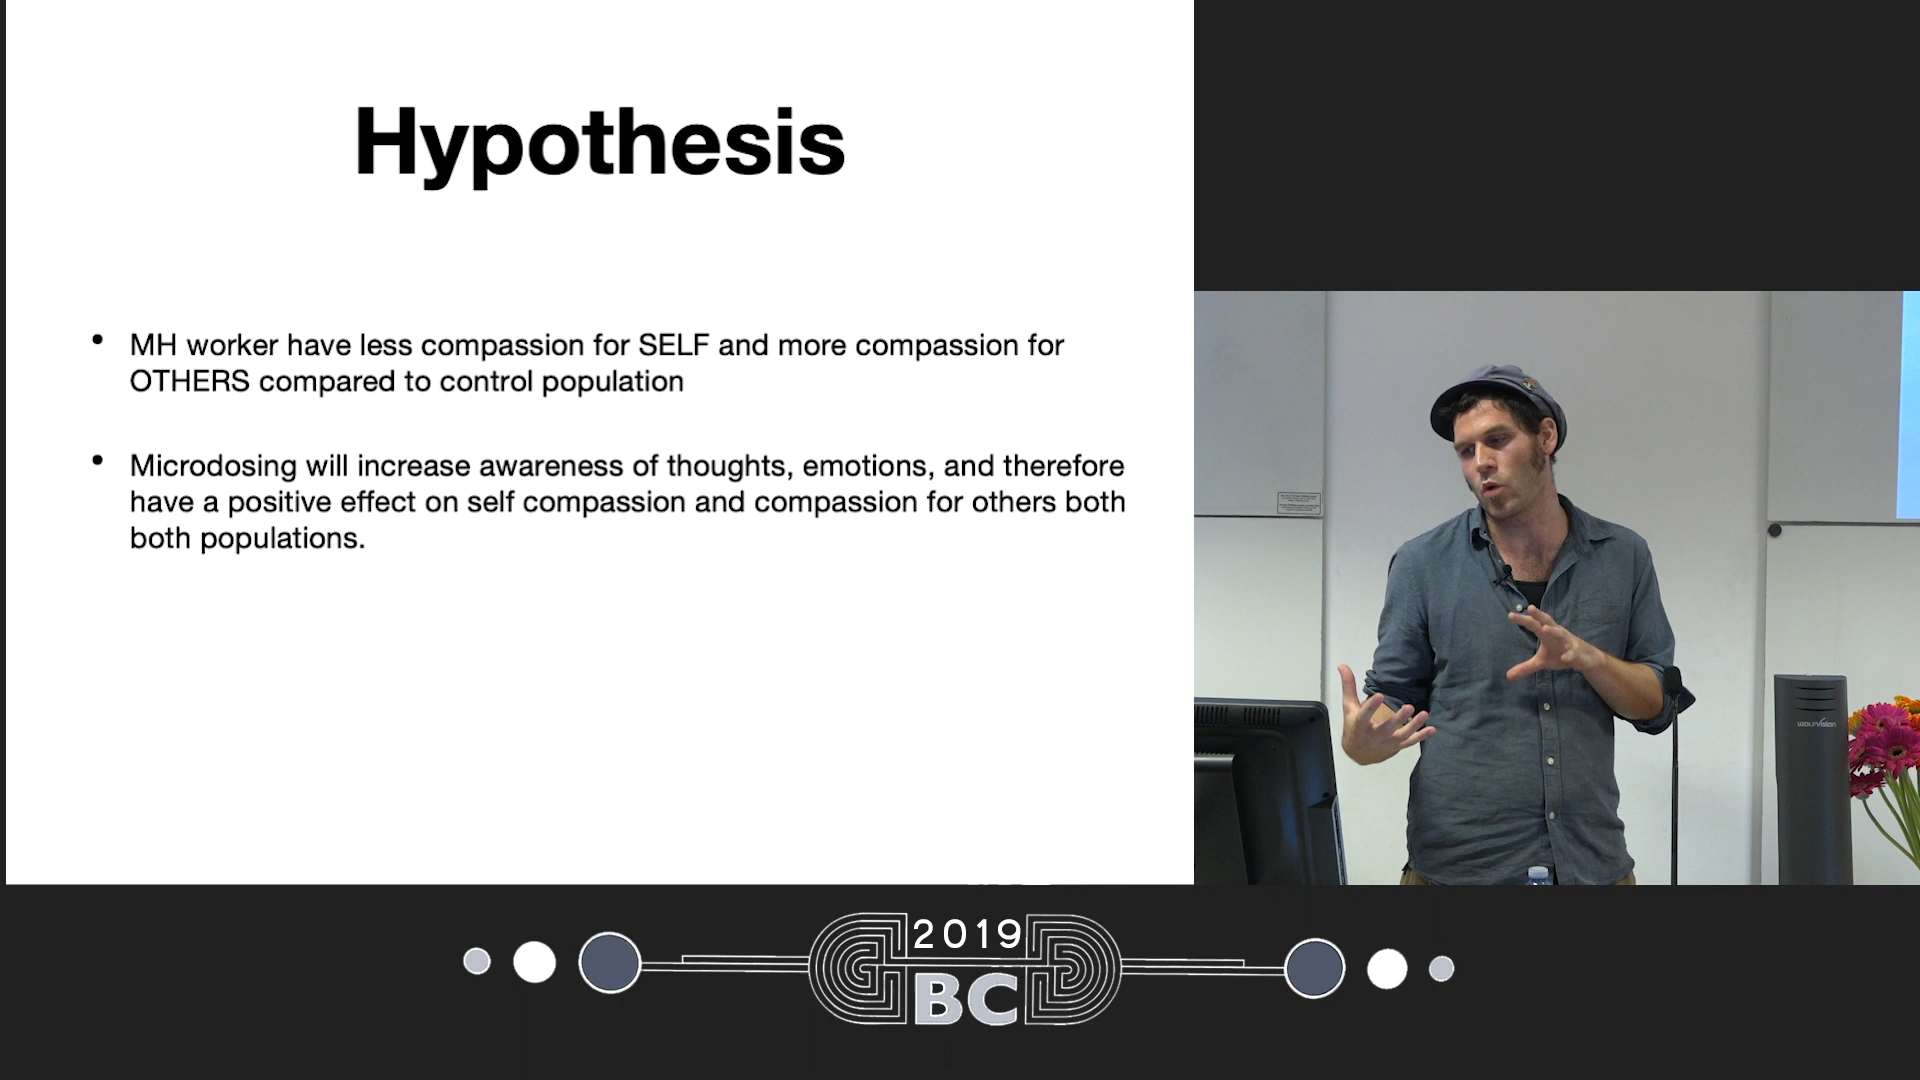 Hypothesis
• MH worker have less compassion for SELF and more compassion for
OTHERS compared to control population
• Microdosing will increase awareness of thoughts, emotions, and therefore
have a positive effect on self compassion and compassion for others both
both populations.
wolfvision
2019
BC